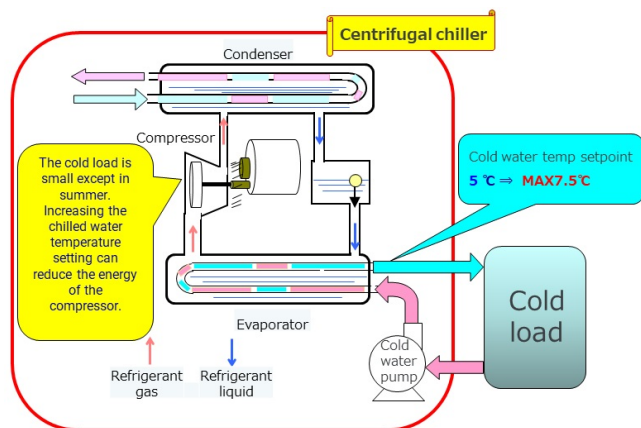 Centrifugal chiller
Condenser
Compressor
The cold load is
small except in
summer.
Increasing the
chilled water
temperature
setting can
reduce the energy
of the
compressor.
Cold water temp setpoint
5 ℃ ⇒ MAX7.5℃
Cold
load
Evaporator
Cold
water
pump
Refrigerant
gas
Refrigerant
liquid